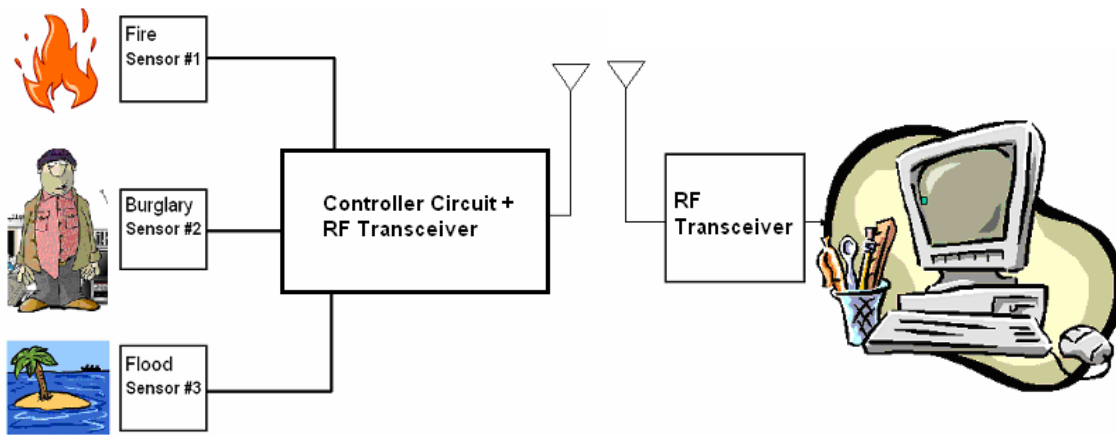 Fire
Sensor #1
Burglary
Sensor #2
Flood
Sensor #3
Controller Circuit +
RF Transceiver
RF
Transceiver